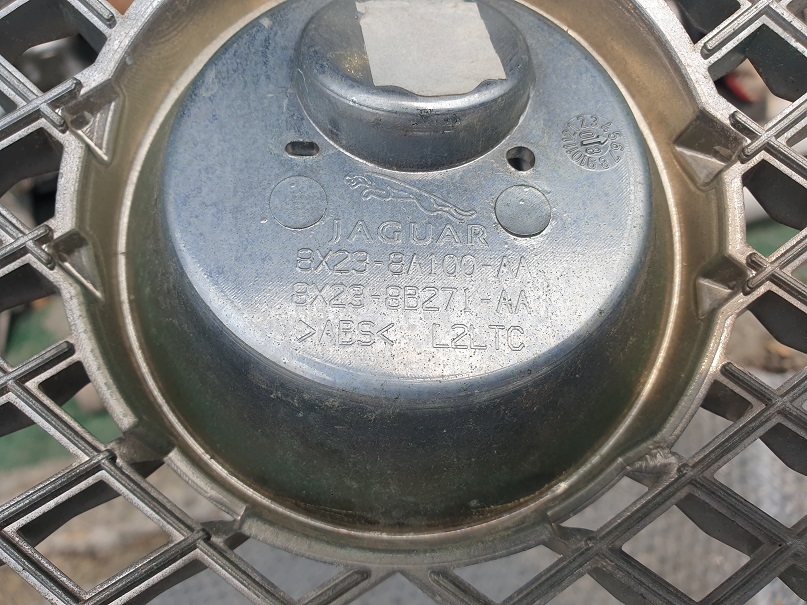 JAGUAR
8X23-8A100-AA
8X23-8B271-AA
>ABS< L2LTC